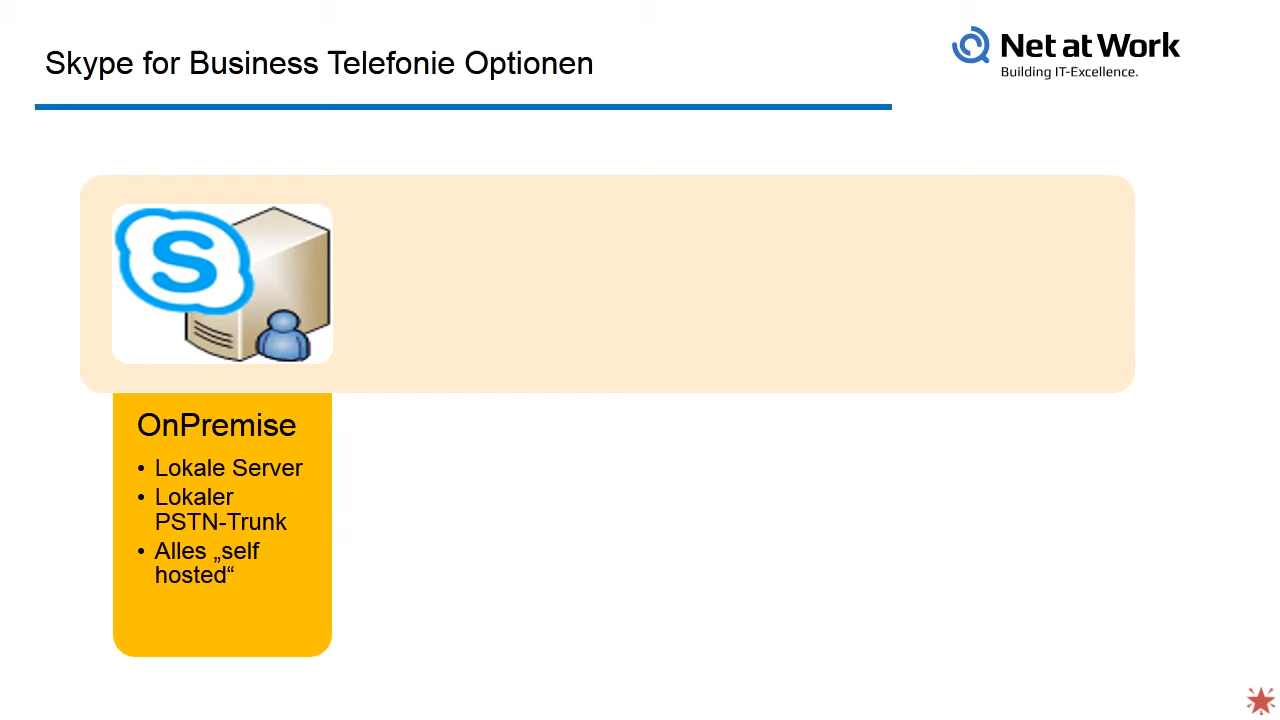 Skype for Business Telefonie Optionen
Net at Work
Building IT-Excellence.
S
OnPremise
• Lokale Server
• Lokaler
PSTN-Trunk
• Alles „self
hosted“